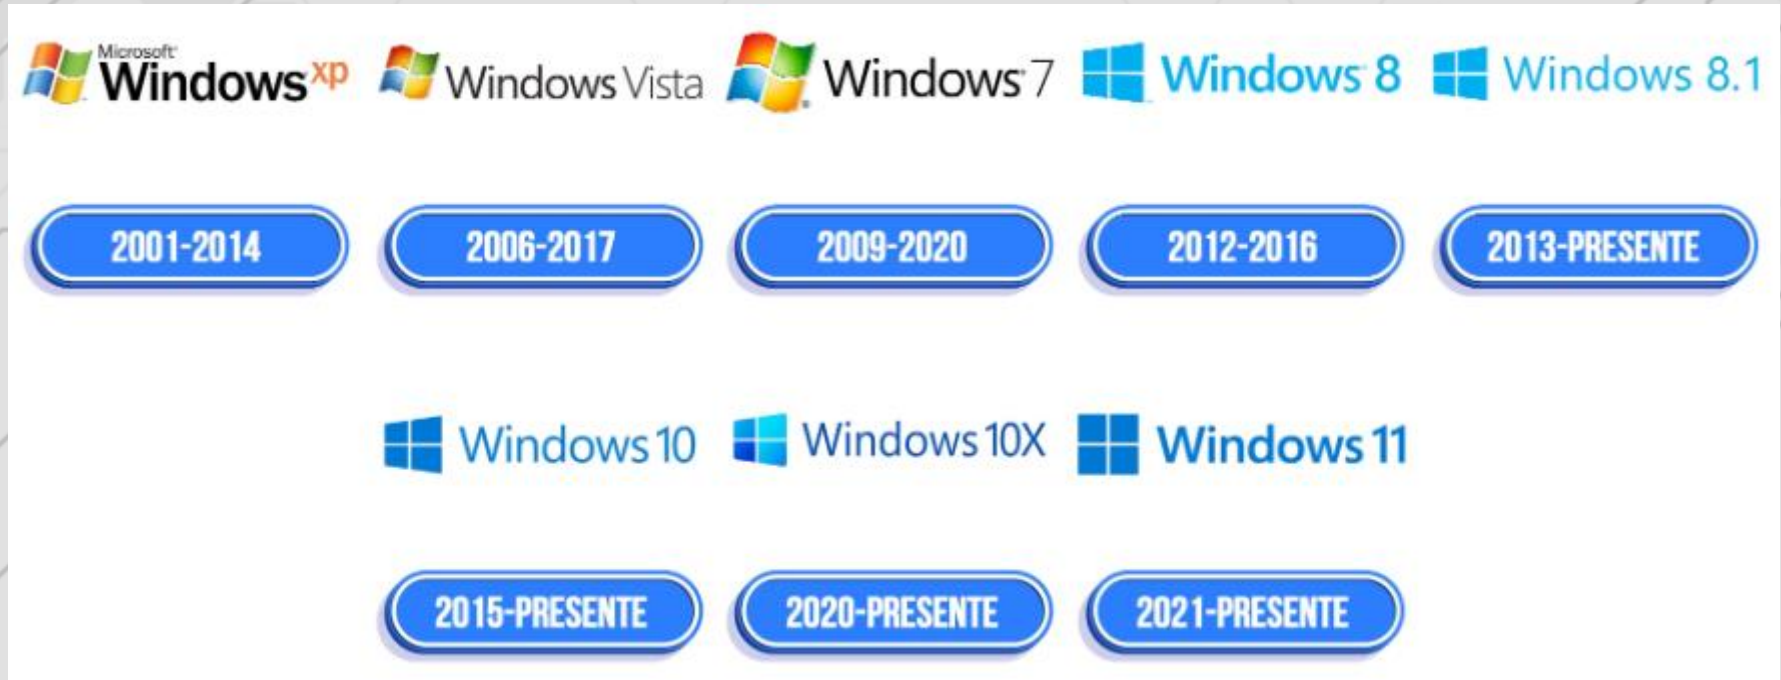 Microsoft Windows xp
Windows Vista
Windows 7
Windows 8
Windows 8.1
2001-2014
2006-2017
2009-2020
2012-2016
2013-PRESENTE
Windows 10
Windows 10X
Windows 11
2015-PRESENTE
2020-PRESENTE
2021-PRESENTE